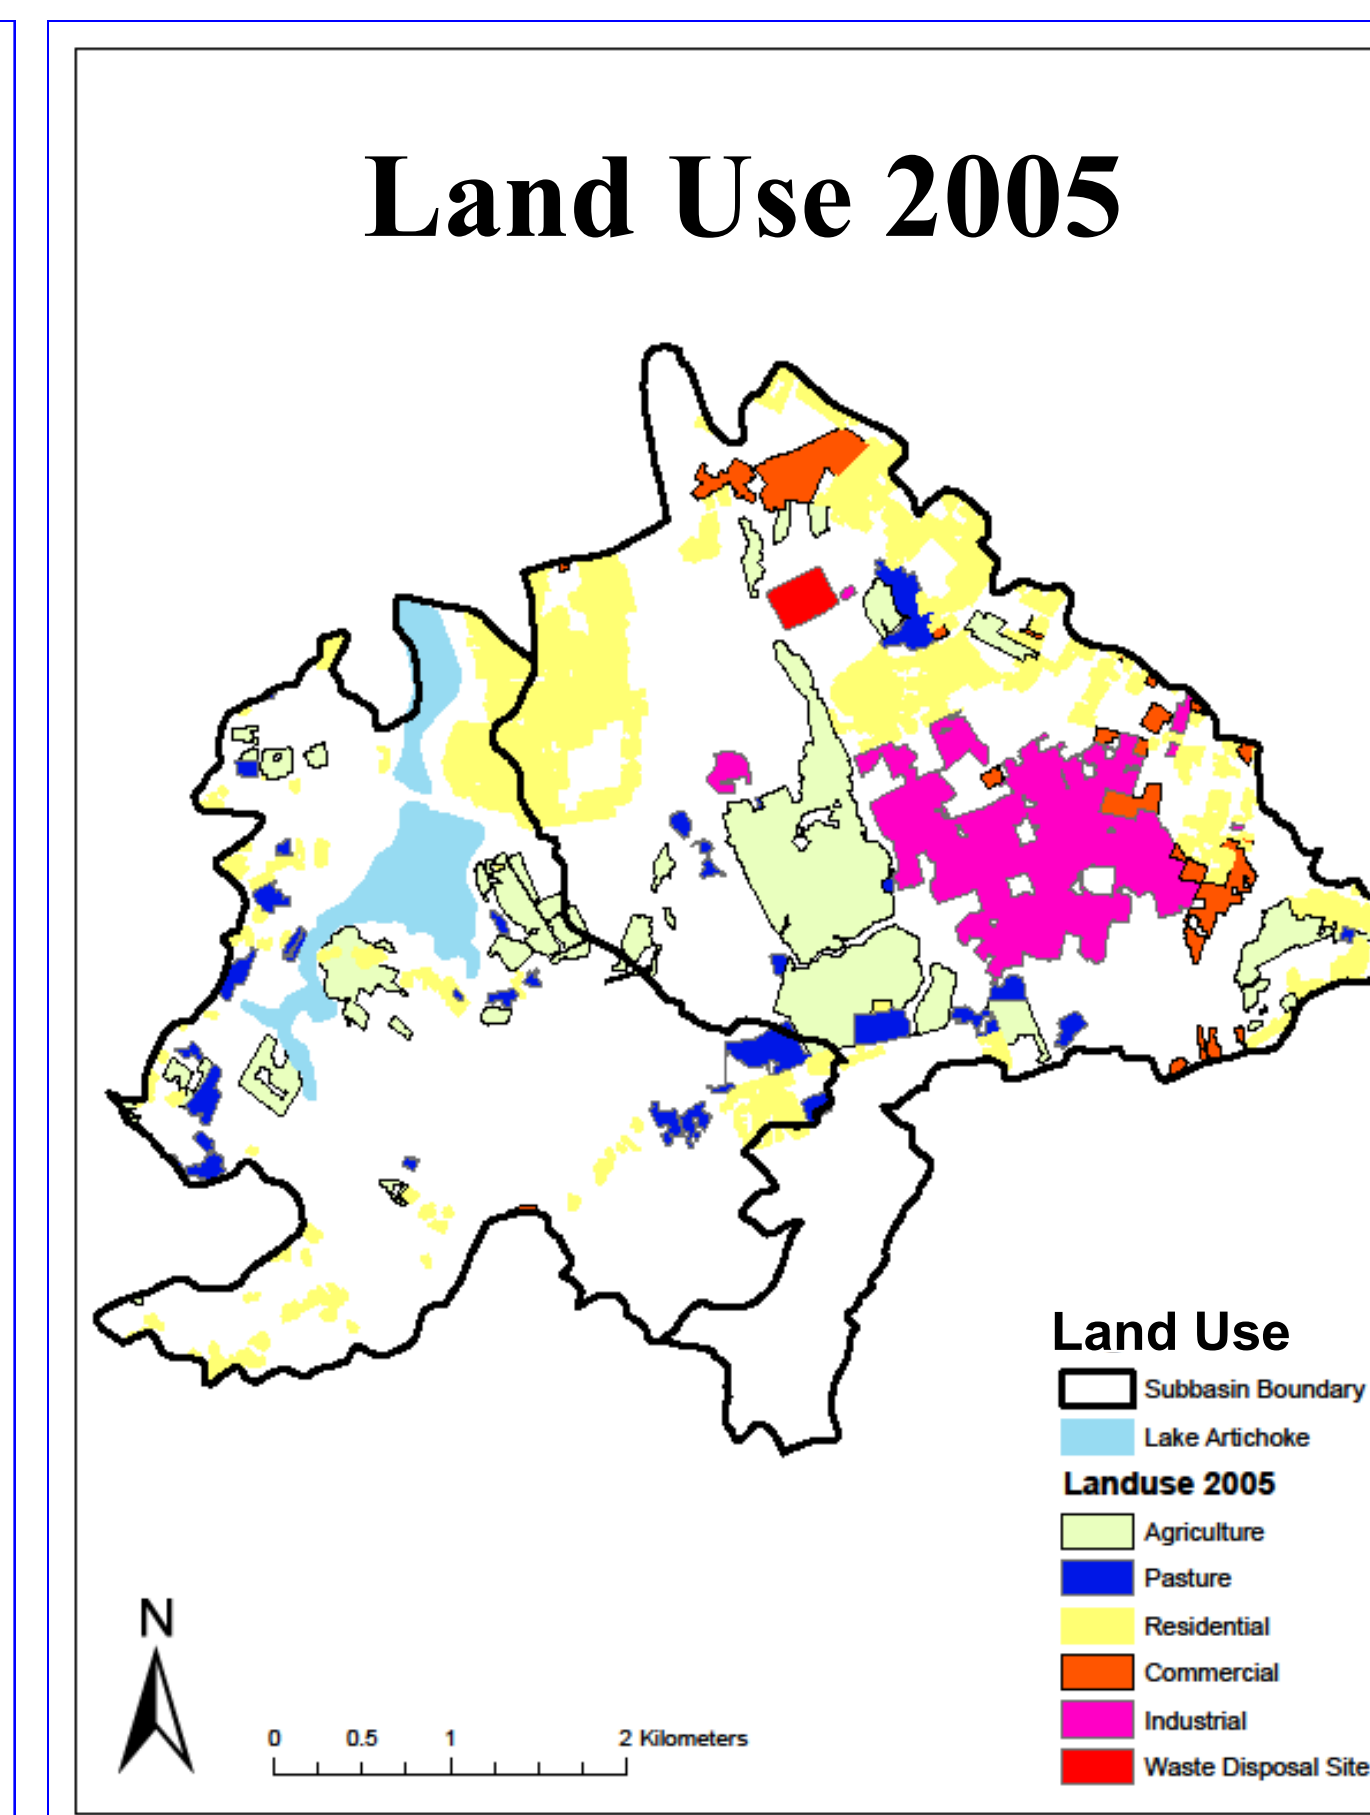 Land Use 2005
Land Use
Subbasin Boundary
Lake Artichoke
Landuse 2005
Agriculture
Pasture
Residential
Commercial
Industrial
Waste Disposal Site
N
0 0.5 1 2 Kilometers